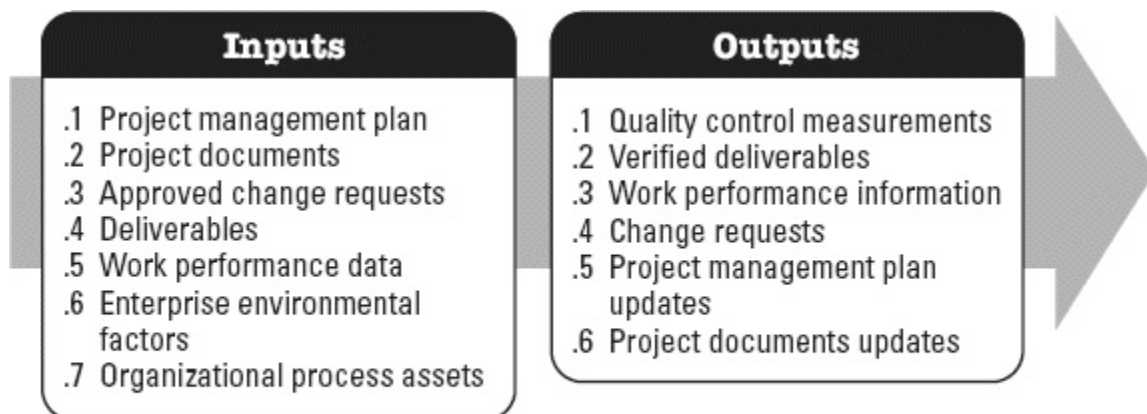 Inputs
.1 Project management plan
.2 Project documents
.3 Approved change requests
.4 Deliverables
.5 Work performance data
.6 Enterprise environmental
factors
.7 Organizational process assets
Outputs
.1 Quality control measurements
.2 Verified deliverables
.3 Work performance information
.4 Change requests
.5 Project management plan
updates
.6 Project documents updates